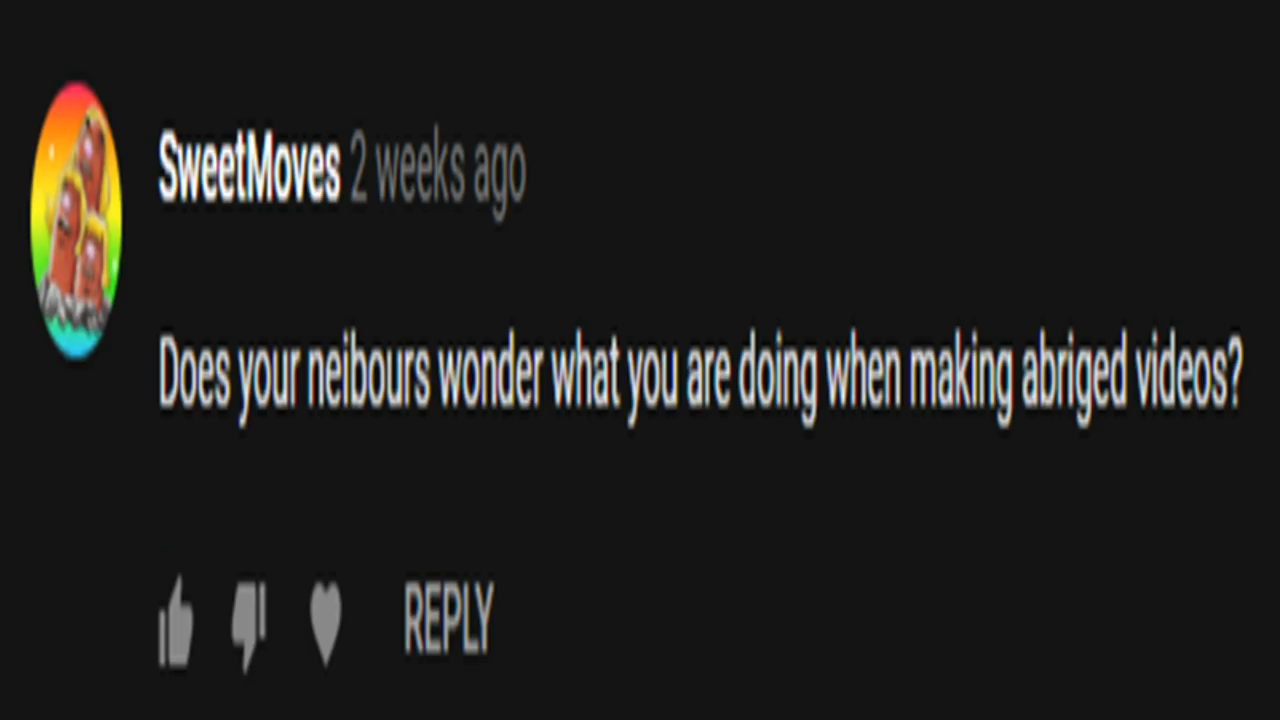 SweetMoves 2 weeks ago
Does your neibours wonder what you are doing when making abriged videos?
REPLY